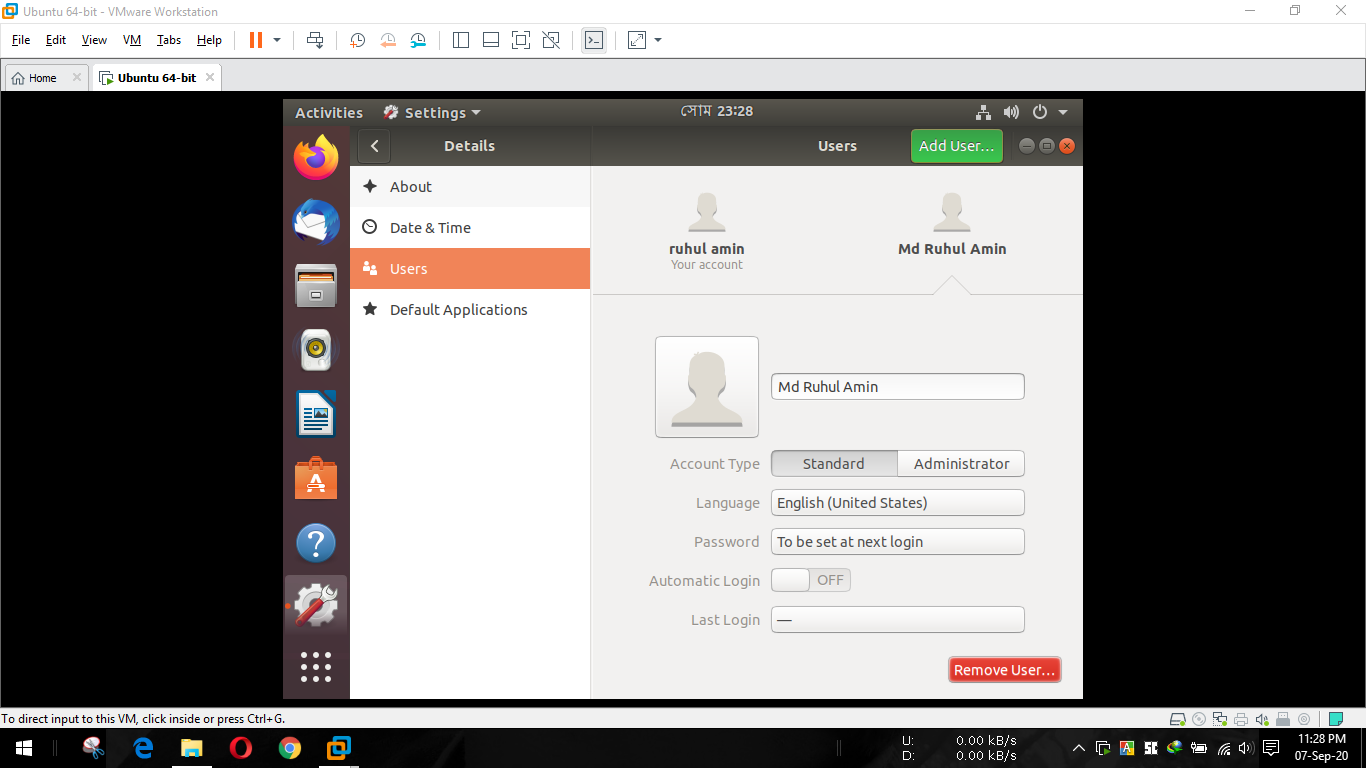 Ubuntu 64-bit - VMware Workstation
File Edit View VM Tabs Help
Home Ubuntu 64-bit
Activities Settings সোম 23:28
Details Users Add User...
About
Date & Time
Users
Default Applications
ruhul amin
Your account
Md Ruhul Amin
Md Ruhul Amin
Account Type Standard Administrator
Language English (United States)
Password To be set at next login
Automatic Login OFF
Last Login —
Remove User...
To direct input to this VM, click inside or press Ctrl+G.
U: 0.00 kB/s
D: 0.00 kB/s
11:28 PM
07-Sep-20